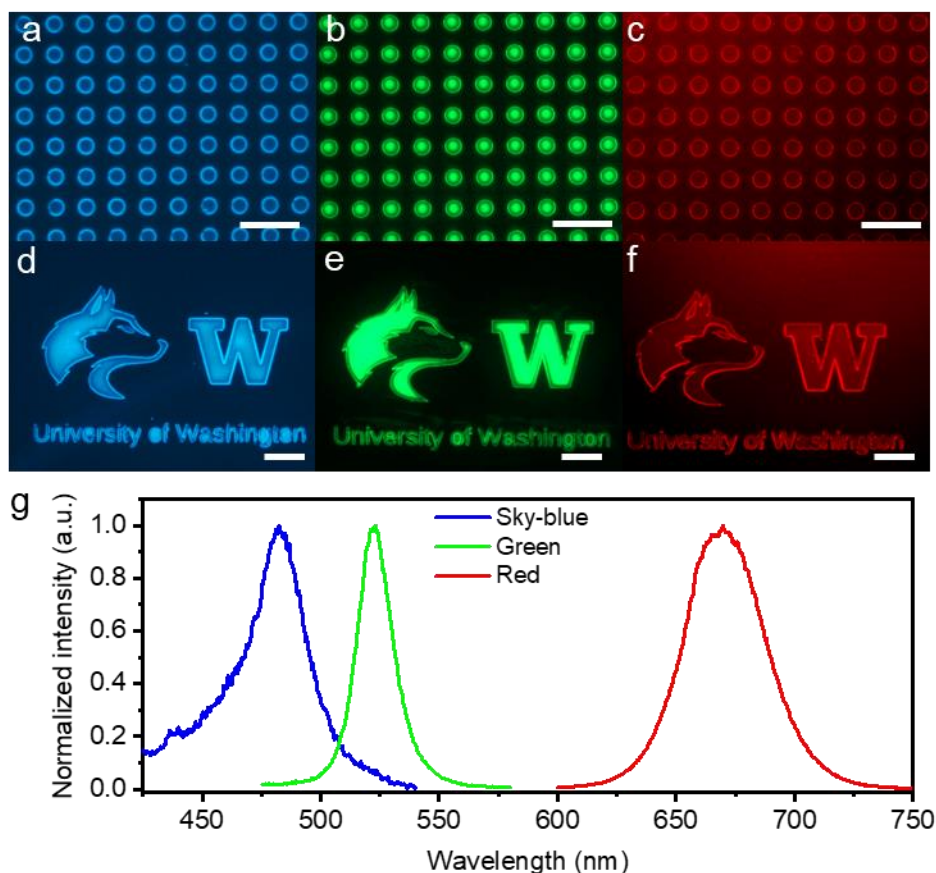 a
b
c
d
W
University of Washington
e
W
University of Washington
f
W
University of Washington
g
Normalized intensity (a.u.)
1.0
0.8
0.6
0.4
0.2
0.0
Sky-blue
Green
Red
450 500 550 600 650 700 750
Wavelength (nm)